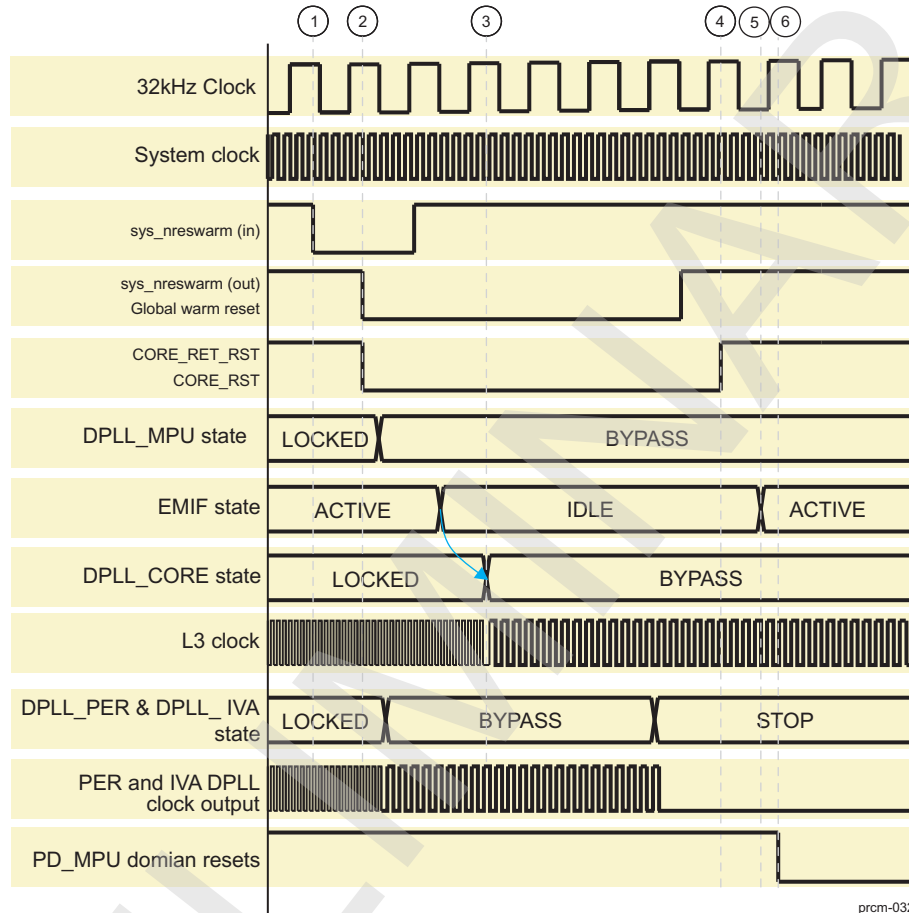 1 2 3 4 5 6
32kHz Clock
System clock
sys_nreswarm (in)
sys_nreswarm (out)
Global warm reset
CORE_RET_RST
CORE_RST
DPLL_MPU state
LOCKED
BYPASS
EMIF state
ACTIVE
IDLE
ACTIVE
DPLL_CORE state
LOCKED
BYPASS
L3 clock
DPLL_PER & DPLL_ IVA
state
LOCKED
BYPASS
STOP
PER and IVA DPLL
clock output
PD_MPU domian resets
prcm-032